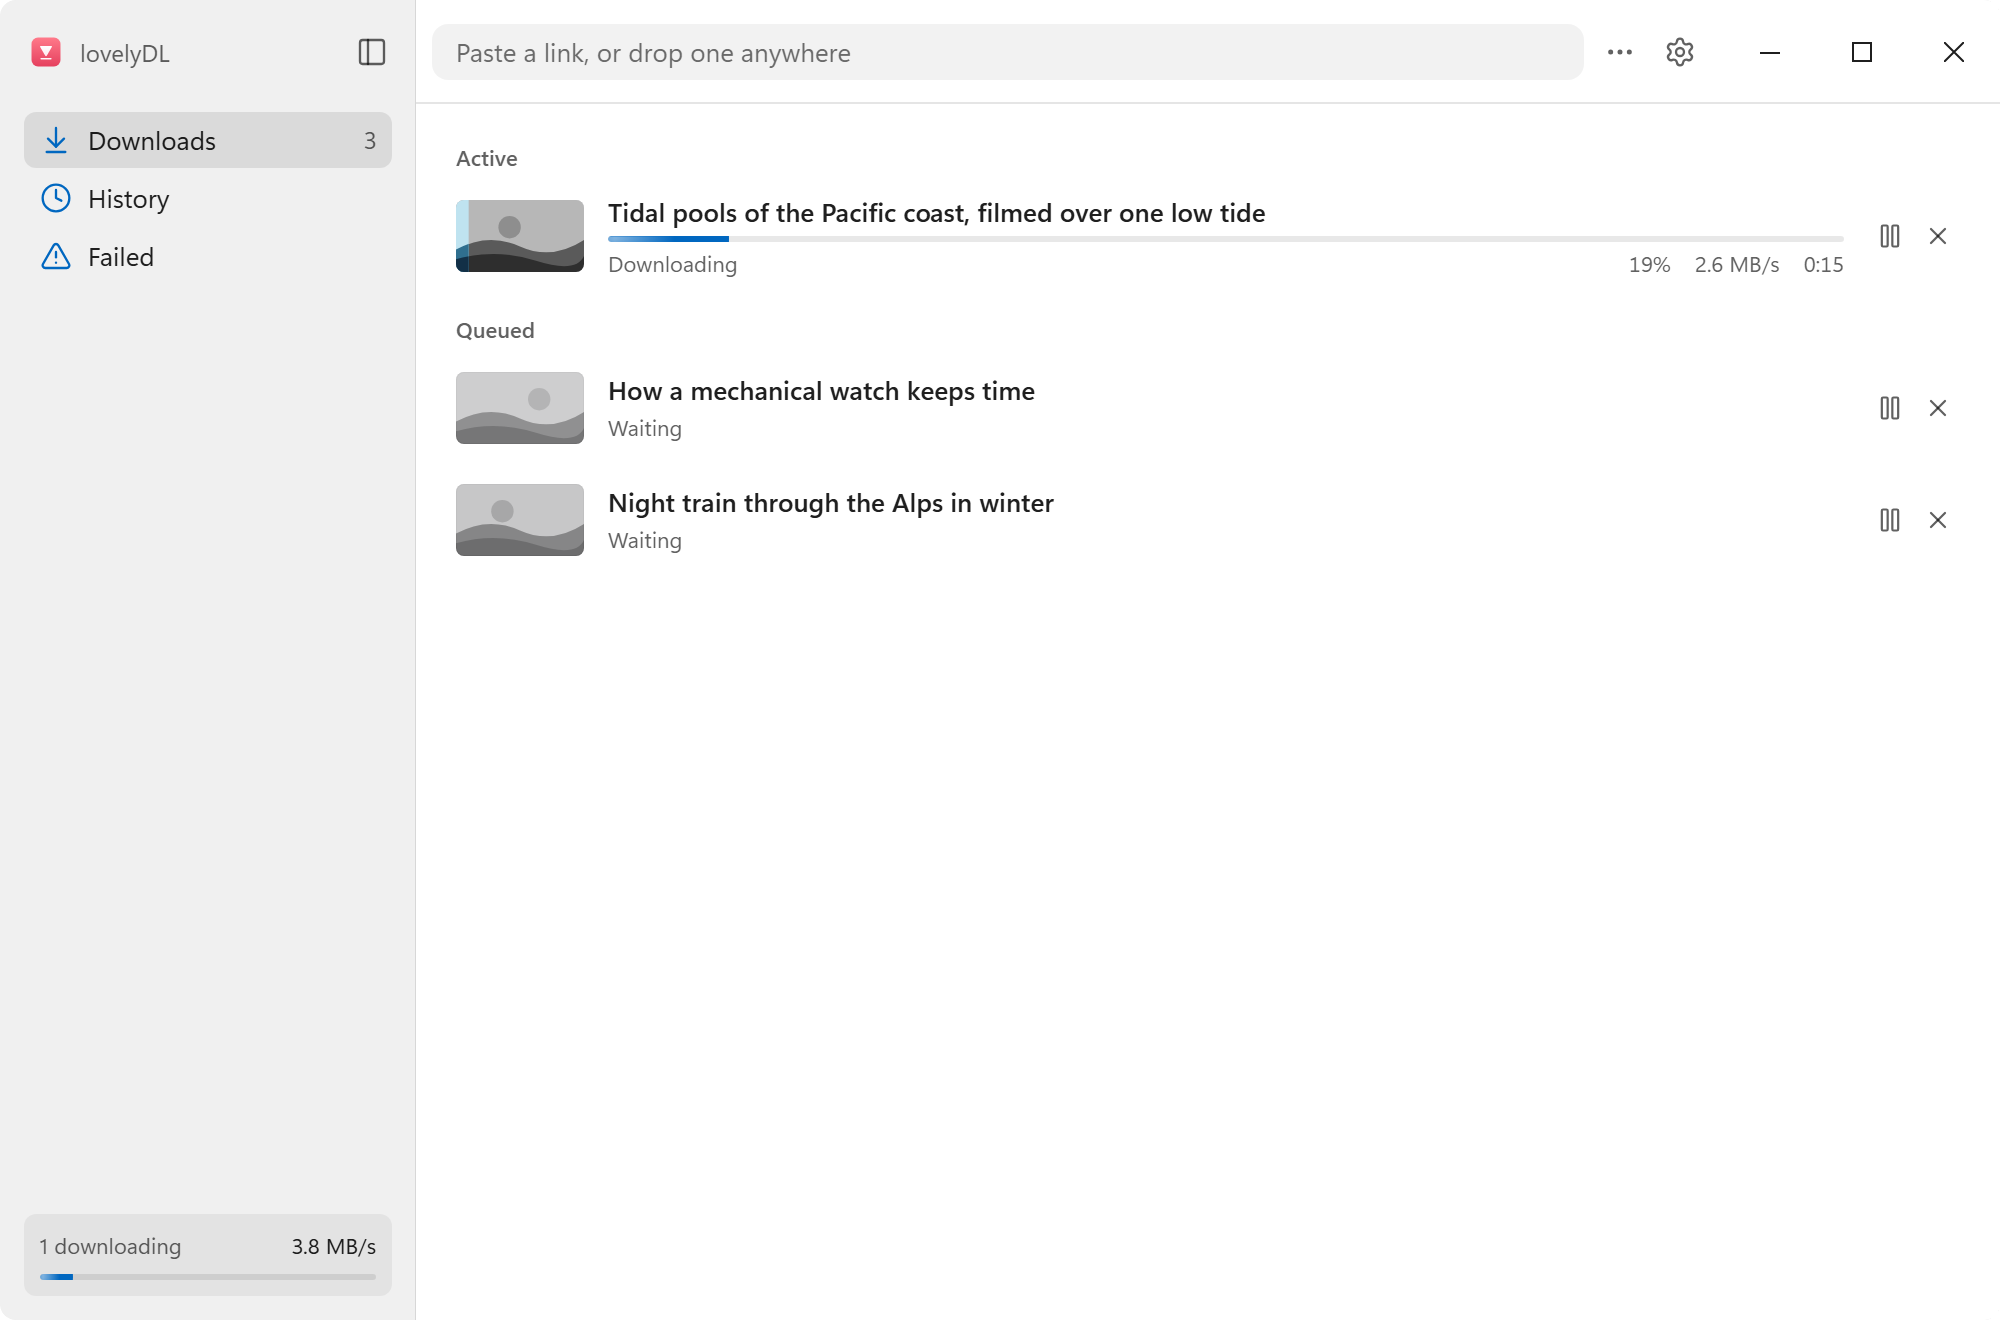 lovelyDL
Paste a link, or drop one anywhere
Downloads 3
History
Failed
Active
Tidal pools of the Pacific coast, filmed over one low tide
Downloading 19% 2.6 MB/s 0:15
Queued
How a mechanical watch keeps time
Waiting
Night train through the Alps in winter
Waiting
1 downloading 3.8 MB/s